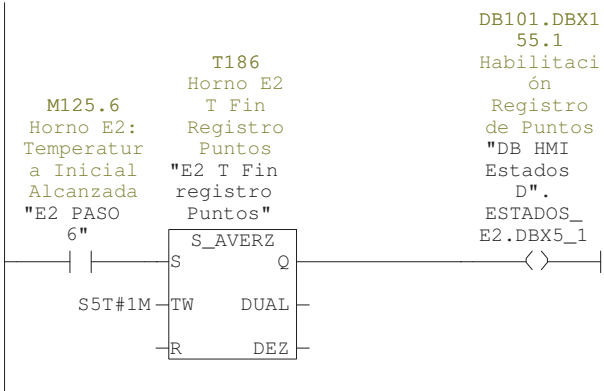 DB101.DBX1
55.1
Habilitaci
ón
Registro
de Puntos
"DB HMI
Estados
D".
ESTADOS_
E2.DBX5_1
T186
Horno E2
T Fin
Registro
Puntos
"E2 T Fin
registro
Puntos"
M125.6
Horno E2:
Temperatur
a Inicial
Alcanzada
"E2 PASO
6"
S_AVERZ
S
Q
S5T#1M
TW
DUAL
R
DEZ